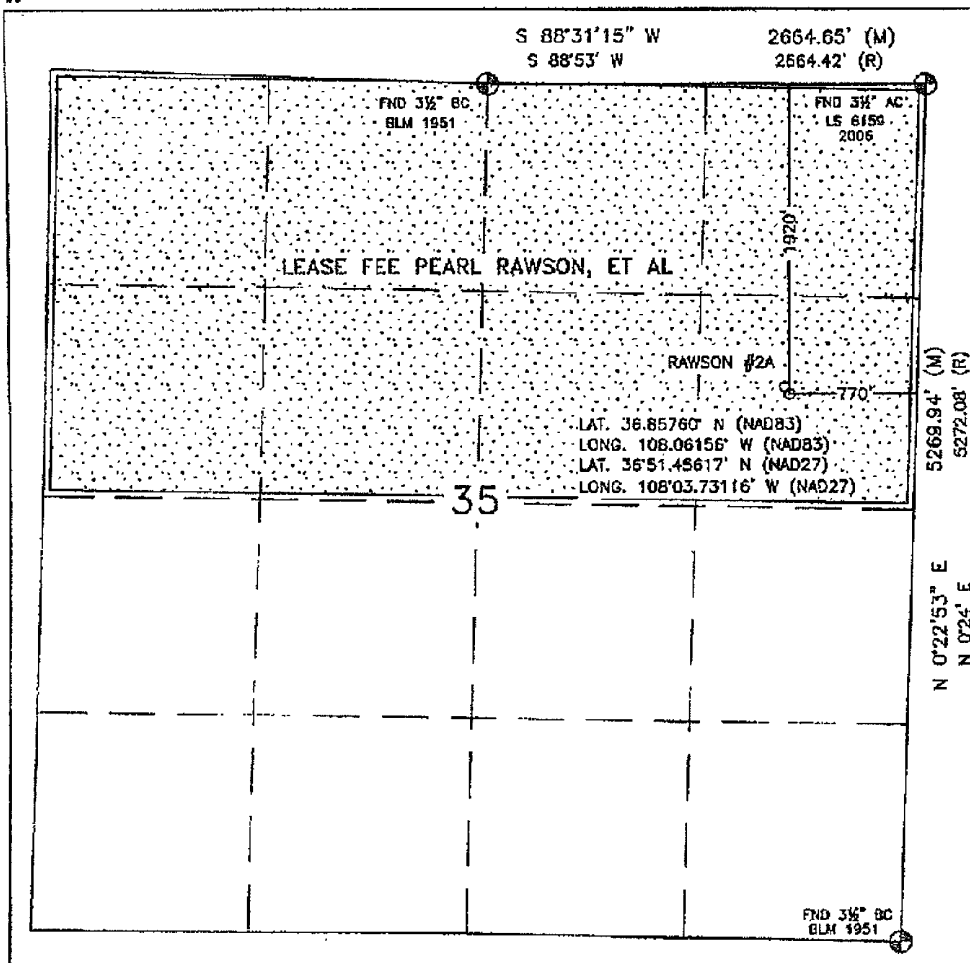 S 88°31'15" W 2664.65' (M)
S 88°53' W 2664.42' (R)
FND 3½" BC
BLM 1951
FND 3½" AC
LS 8159
2006
1920'
LEASE FEE PEARL RAWSON, ET AL
RAWSON #2A
770'
LAT. 36.85760° N (NAD83)
LONG. 108.06156° W (NAD83)
LAT. 36°51.45617' N (NAD27)
LONG. 108°03.73116' W (NAD27)
5269.94' (M)
5272.08' (R)
35
N 0°22'53" E
N 0°24' E
FND 3½" BC
BLM 1951